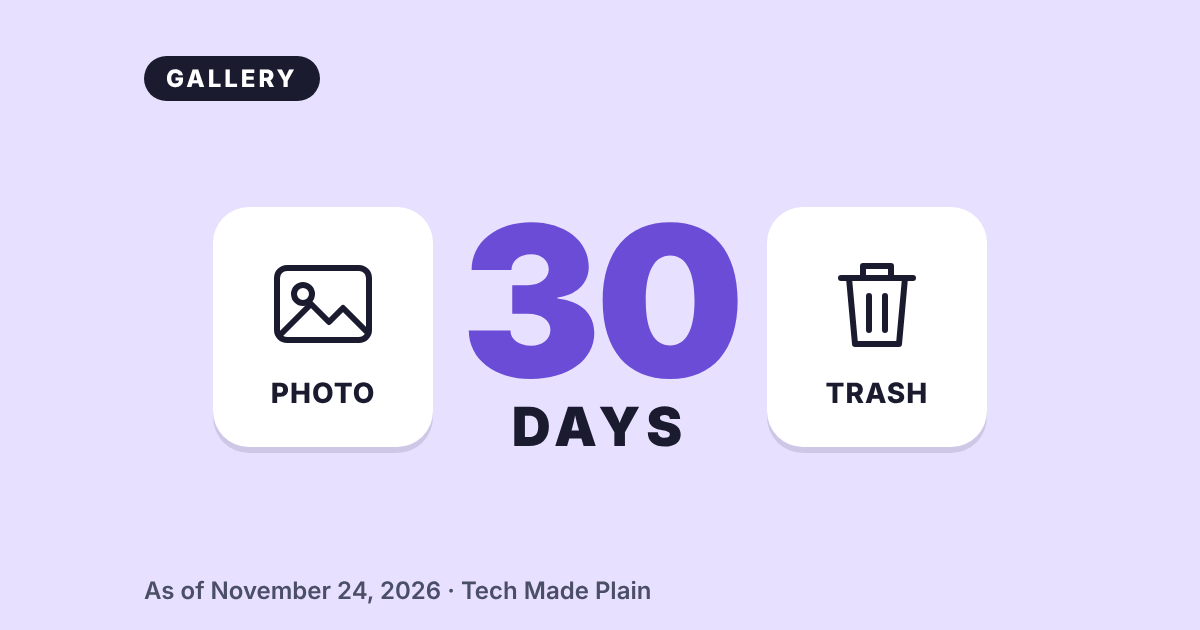 GALLERY
30
PHOTO
TRASH
DAYS
As of November 24, 2026 · Tech Made Plain